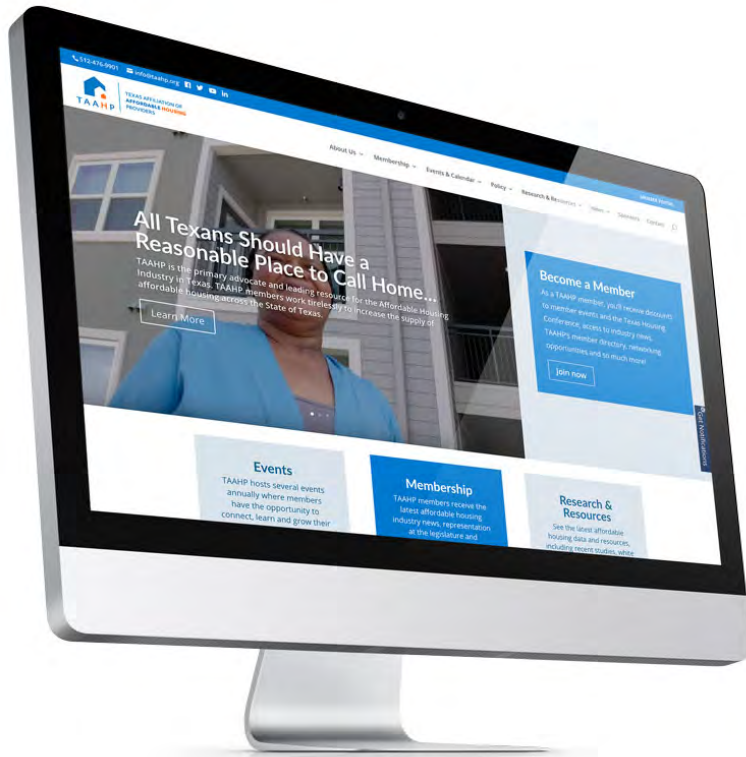 512-476-9901 info@taahp.org
TAAHP
TEXAS AFFILIATION OF
AFFORDABLE HOUSING
PROVIDERS
About Us Membership Events & Calendar Policy Research & Resources News Sponsors Contact
All Texans Should Have a
Reasonable Place to Call Home...
TAAHP is the primary advocate and leading resource for the Affordable Housing
Industry in Texas. TAAHP members work tirelessly to increase the supply of
affordable housing across the State of Texas.
Learn More
Become a Member
As a TAAHP member, you'll receive discounts
to member events and the Texas Housing
Conference, access to industry news,
TAAHP's member directory, networking
opportunities and so much more!
Join now
Get Notifications
Events
TAAHP hosts several events
annually where members
have the opportunity to
connect, learn and grow their
Membership
TAAHP members receive the
latest affordable housing
industry news, representation
at the legislature and
Research &
Resources
See the latest affordable
housing data and resources,
including recent studies, white